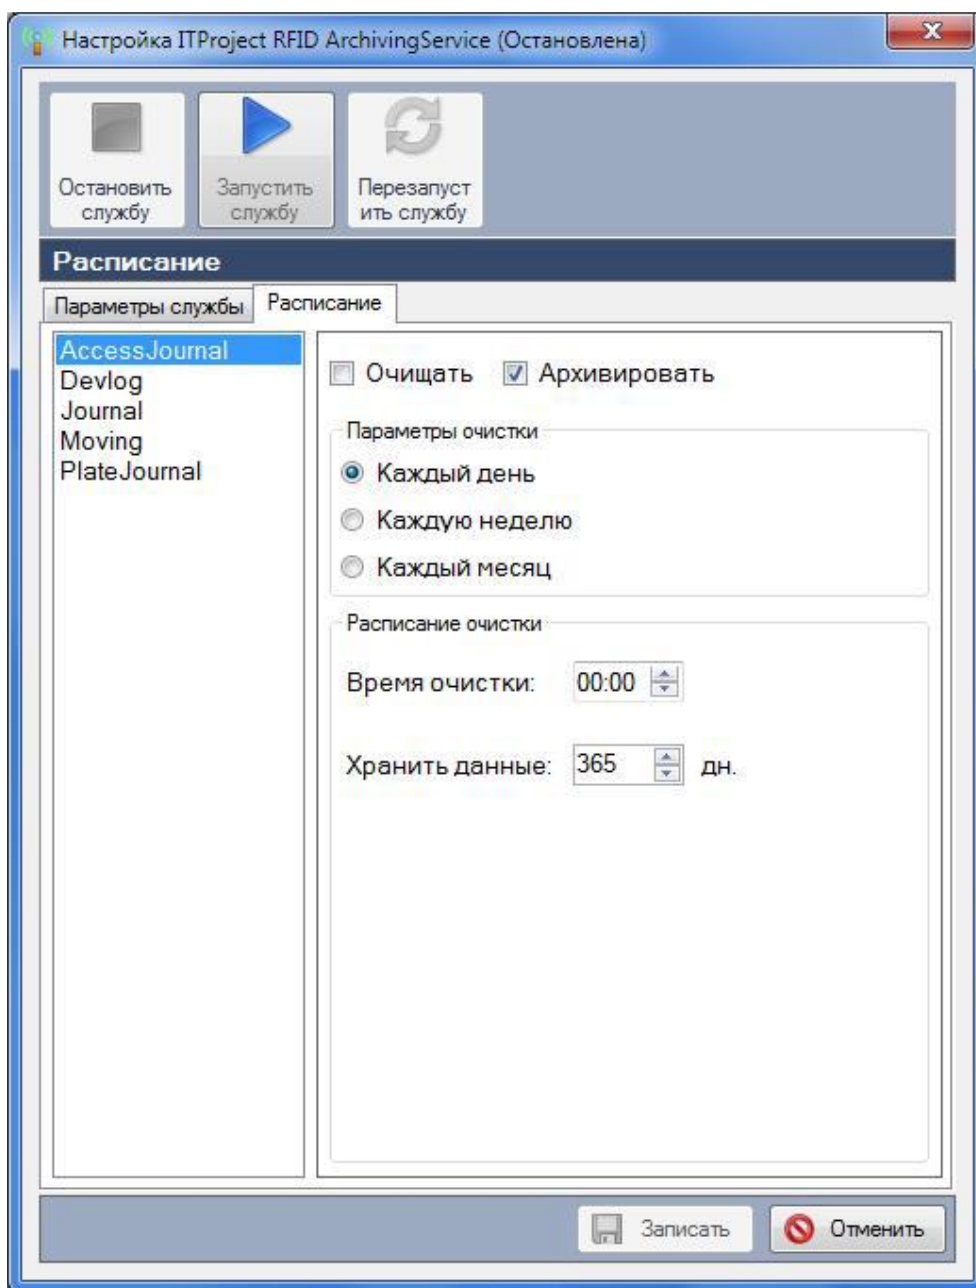 Настройка ITProject RFID ArchivingService (Остановлена)
Остановить
службу
Запустить
службу
Перезапуст
ить службу
Расписание
Параметры службы
Расписание
AccessJournal
Devlog
Journal
Moving
PlateJournal
Очищать
Архивировать
Параметры очистки
Каждый день
Каждую неделю
Каждый месяц
Расписание очистки
Время очистки: 00:00
Хранить данные: 365 дн.
Записать
Отменить